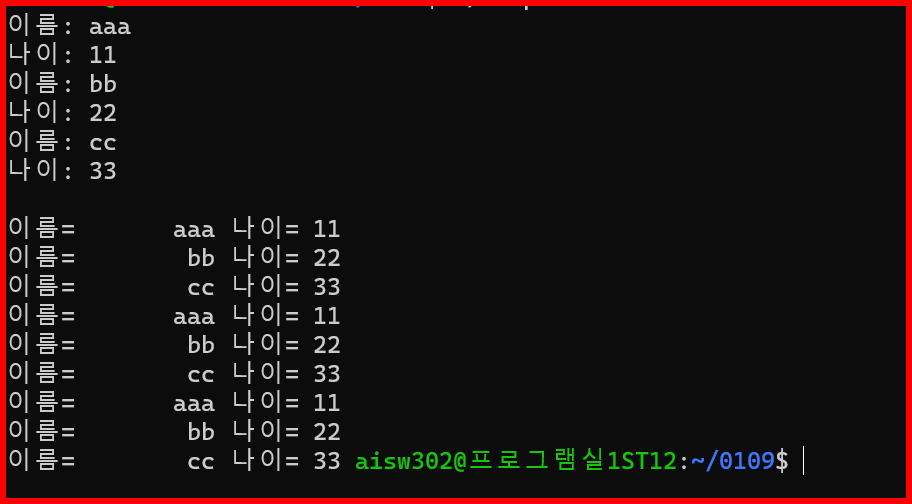 이름: aaa
나이: 11
이름: bb
나이: 22
이름: cc
나이: 33
이름=       aaa 나이= 11
이름=        bb 나이= 22
이름=        cc 나이= 33
이름=       aaa 나이= 11
이름=        bb 나이= 22
이름=        cc 나이= 33
이름=       aaa 나이= 11
이름=        bb 나이= 22
이름=        cc 나이= 33 aisw302@프로그램실1ST12:~/0109$